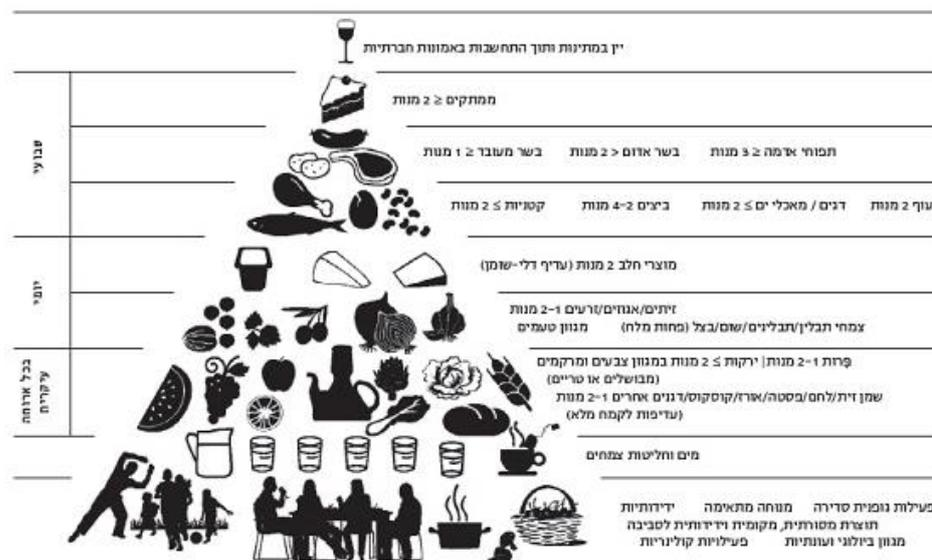 יין במתינות ותוך התחשבות באמונות חברתיות
שבועי
ממתקים ≤ 2 מנות
תפוחי אדמה ≤ 3 מנות בשר אדום < 2 מנות בשר מעובד ≤ 1 מנות
עוף 2 מנות דגים / מאכלי ים ≥ 2 מנות ביצים 2-4 מנות קטניות ≥ 2 מנות
יומי
מוצרי חלב 2 מנות (עדיף דלי-שומן)
זיתים/אגוזים/זרעים 1-2 מנות
צמחי תבלין/תבלינים/שום/בצל (פחות מלח) מגוון טעמים
בכל ארוחה עיקרית
פֵּרות 1-2 מנות| ירקות ≥ 2 מנות במגוון צבעים ומרקמים
(מבושלים או טריים)
שמן זית/לחם/פסטה/אורז/קוסקוס/דגנים אחרים 1-2 מנות
(עדיפות לקמח מלא)
מים וחליטות צמחים
פעילות גופנית סדירה מנוחה מתאימה ידידותיות
תוצרת מסורתית, מקומית וידידותית לסביבה
מגוון ביולוגי ועונתיות פעילויות קולינריות